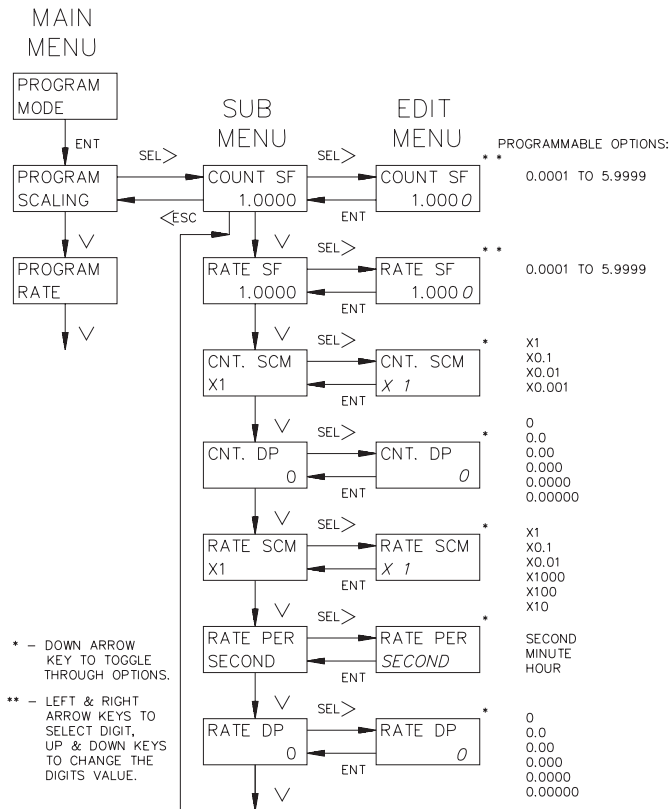 MAIN
MENU
PROGRAM
MODE
ENT
SUB
MENU
EDIT
MENU
PROGRAMMABLE OPTIONS:
SEL>
SEL>
PROGRAM
SCALING
COUNT SF
1.0000
COUNT SF
1.0000
* *
0.0001 TO 5.9999
<ESC
ENT
PROGRAM
RATE
RATE SF
1.0000
SEL>
RATE SF
1.0000
* *
0.0001 TO 5.9999
ENT
CNT. SCM
X1
SEL>
CNT. SCM
X 1
*
X1
X0.1
X0.01
X0.001
ENT
CNT. DP
0
SEL>
CNT. DP
0
*
0
0.0
0.00
0.000
0.0000
0.00000
ENT
RATE SCM
X1
SEL>
RATE SCM
X 1
*
X1
X0.1
X0.01
X1000
X100
X10
ENT
RATE PER
SECOND
SEL>
RATE PER
SECOND
*
SECOND
MINUTE
HOUR
ENT
RATE DP
0
SEL>
RATE DP
0
*
0
0.0
0.00
0.000
0.0000
0.00000
ENT
* – DOWN ARROW
KEY TO TOGGLE
THROUGH OPTIONS.
** – LEFT & RIGHT
ARROW KEYS TO
SELECT DIGIT,
UP & DOWN KEYS
TO CHANGE THE
DIGITS VALUE.